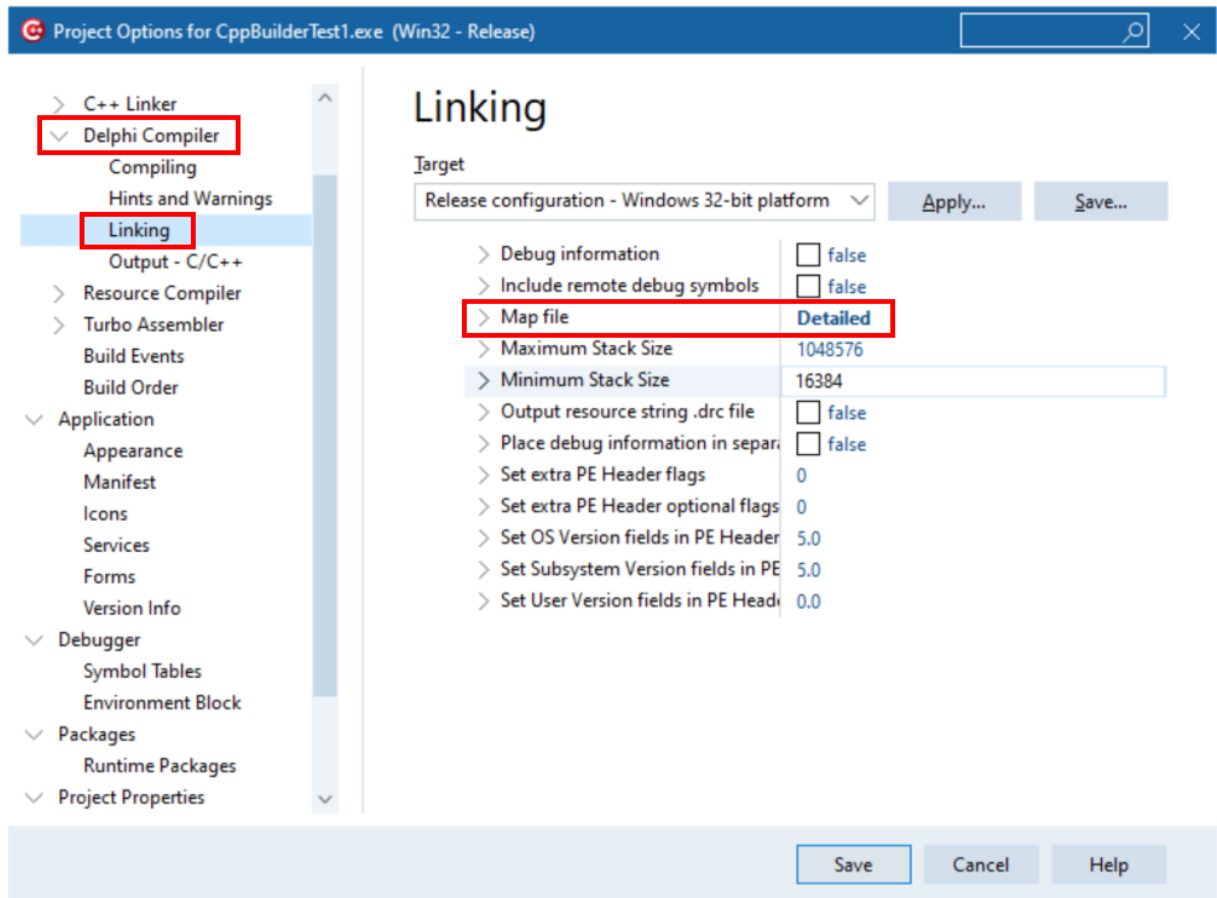 Project Options for CppBuilderTest1.exe (Win32 - Release)
C++ Linker
Delphi Compiler
Compiling
Hints and Warnings
Linking
Output - C/C++
Resource Compiler
Turbo Assembler
Build Events
Build Order
Application
Appearance
Manifest
Icons
Services
Forms
Version Info
Debugger
Symbol Tables
Environment Block
Packages
Runtime Packages
Project Properties
Linking
Target
Release configuration - Windows 32-bit platform
Apply...
Save...
Debug information false
Include remote debug symbols false
Map file Detailed
Maximum Stack Size 1048576
Minimum Stack Size 16384
Output resource string .drc file false
Place debug information in separa false
Set extra PE Header flags 0
Set extra PE Header optional flags 0
Set OS Version fields in PE Header 5.0
Set Subsystem Version fields in PE 5.0
Set User Version fields in PE Head 0.0
Save
Cancel
Help